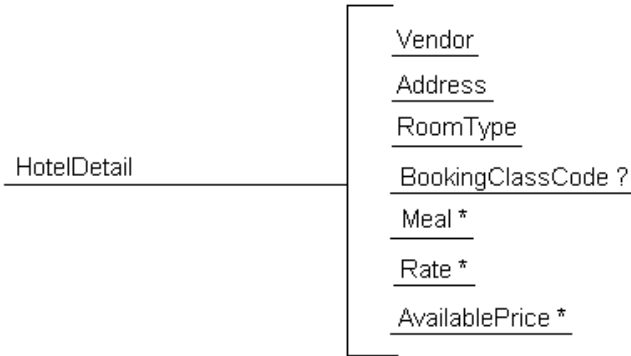 Vendor
Address
RoomType
HotelDetail
BookingClassCode ?
Meal *
Rate *
AvailablePrice *